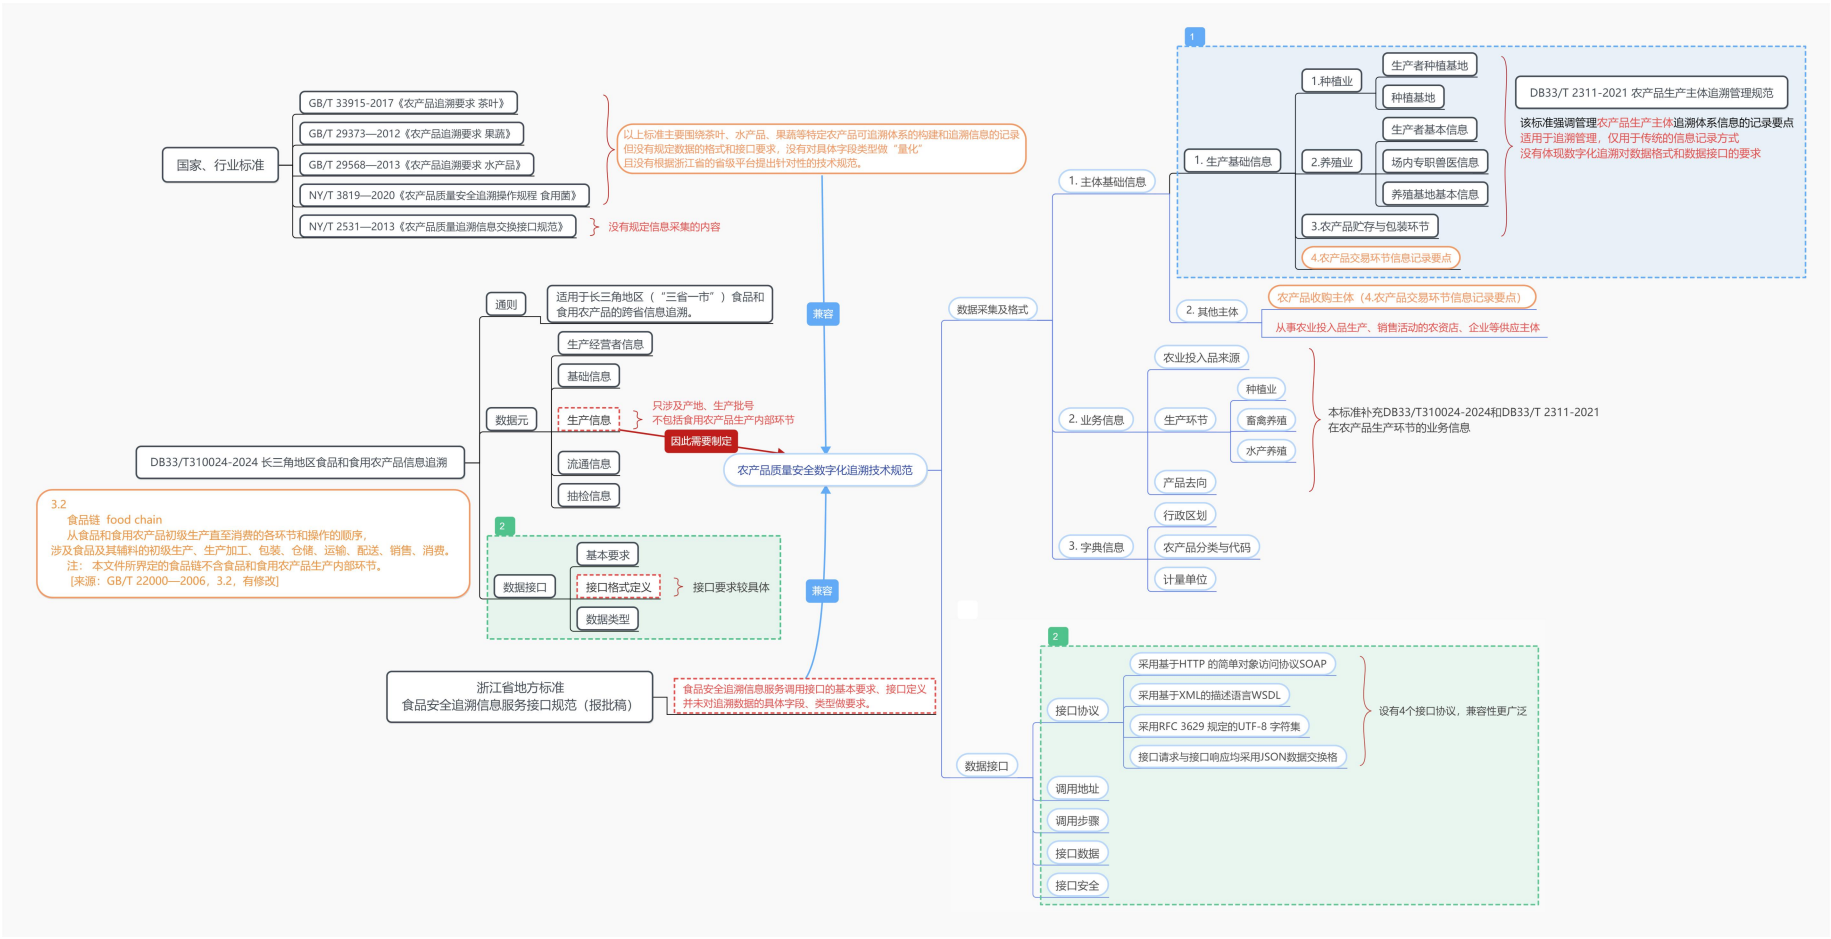 国家、行业标准
GB/T 33915-2017《农产品追溯要求 茶叶》
GB/T 29373—2012《农产品追溯要求 果蔬》
GB/T 29568—2013《农产品追溯要求 水产品》
NY/T 3819—2020《农产品质量安全追溯操作规程 食用菌》
NY/T 2531—2013《农产品质量追溯信息交换接口规范》
以上标准主要围绕茶叶、水产品、果蔬等特定农产品可追溯体系的构建和追溯信息的记录
但没有规定数据的格式和接口要求，没有对具体字段类型做“量化”
且没有根据浙江省的省级平台提出针对性的技术规范。
没有规定信息采集的内容
兼容
DB33/T310024-2024 长三角地区食品和食用农产品信息追溯
通则
适用于长三角地区（“三省一市”）食品和
食用农产品的跨省信息追溯。
数据元
生产经营者信息
基础信息
生产信息
只涉及产地、生产批号
不包括食用农产品生产内部环节
因此需要制定
流通信息
抽检信息
3.2
食品链 food chain
从食品和食用农产品初级生产直至消费的各环节和操作的顺序，
涉及食品及其辅料的初级生产、生产加工、包装、仓储、运输、配送、销售、消费。
注： 本文件所界定的食品链不含食品和食用农产品生产内部环节。
[来源：GB/T 22000—2006，3.2，有修改]
2
数据接口
基本要求
接口格式定义
接口要求较具体
数据类型
兼容
浙江省地方标准
食品安全追溯信息服务接口规范（报批稿）
食品安全追溯信息服务调用接口的基本要求、接口定义
并未对追溯数据的具体字段、类型做要求。
农产品质量安全数字化追溯技术规范
数据采集及格式
1. 主体基础信息
1
1. 生产基础信息
1.种植业
生产者种植基地
种植基地
2.养殖业
生产者基本信息
场内专职兽医信息
养殖基地基本信息
3.农产品贮存与包装环节
4.农产品交易环节信息记录要点
DB33/T 2311-2021 农产品生产主体追溯管理规范
该标准强调管理农产品生产主体追溯体系信息的记录要点
适用于追溯管理，仅用于传统的信息记录方式
没有体现数字化追溯对数据格式和数据接口的要求
2. 其他主体
农产品收购主体（4.农产品交易环节信息记录要点）
从事农业投入品生产、销售活动的农资店、企业等供应主体
2. 业务信息
农业投入品来源
生产环节
种植业
畜禽养殖
水产养殖
产品去向
本标准补充DB33/T310024-2024和DB33/T 2311-2021
在农产品生产环节的业务信息
3. 字典信息
行政区划
农产品分类与代码
计量单位
数据接口
2
接口协议
采用基于HTTP 的简单对象访问协议SOAP
采用基于XML的描述语言WSDL
采用RFC 3629 规定的UTF-8 字符集
接口请求与接口响应均采用JSON数据交换格
设有4个接口协议，兼容性更广泛
调用地址
调用步骤
接口数据
接口安全